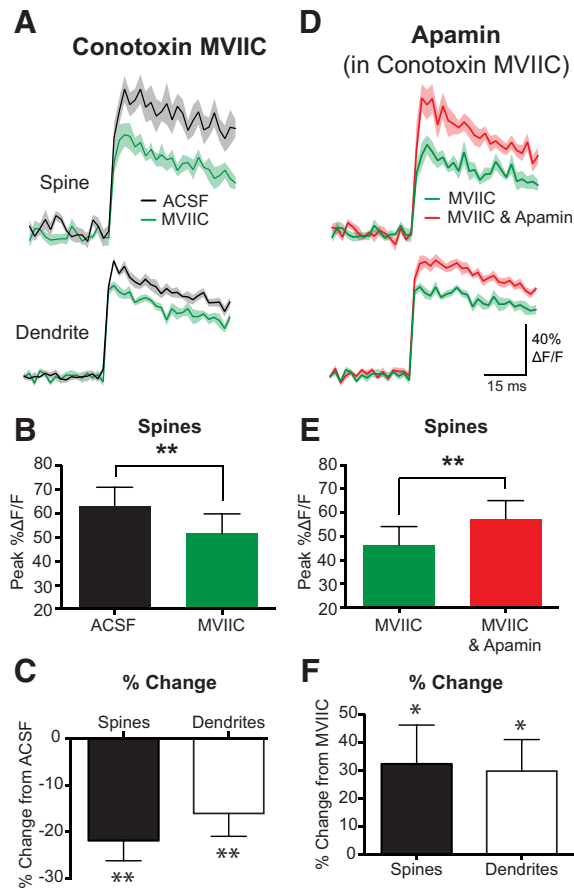 A
Conotoxin MVIIC
Spine
ACSF
MVIIC
Dendrite
D
Apamin
(in Conotoxin MVIIC)
MVIIC
MVIIC & Apamin
40%
ΔF/F
15 ms
B
Spines
**
Peak %ΔF/F
80
70
60
50
40
30
20
ACSF
MVIIC
E
Spines
**
Peak %ΔF/F
80
70
60
50
40
30
20
MVIIC
MVIIC
& Apamin
C
% Change
Spines
Dendrites
% Change from ACSF
0
-10
-20
-30
**
**
F
% Change
% Change from MVIIC
50
40
30
20
10
0
*
*
Spines
Dendrites